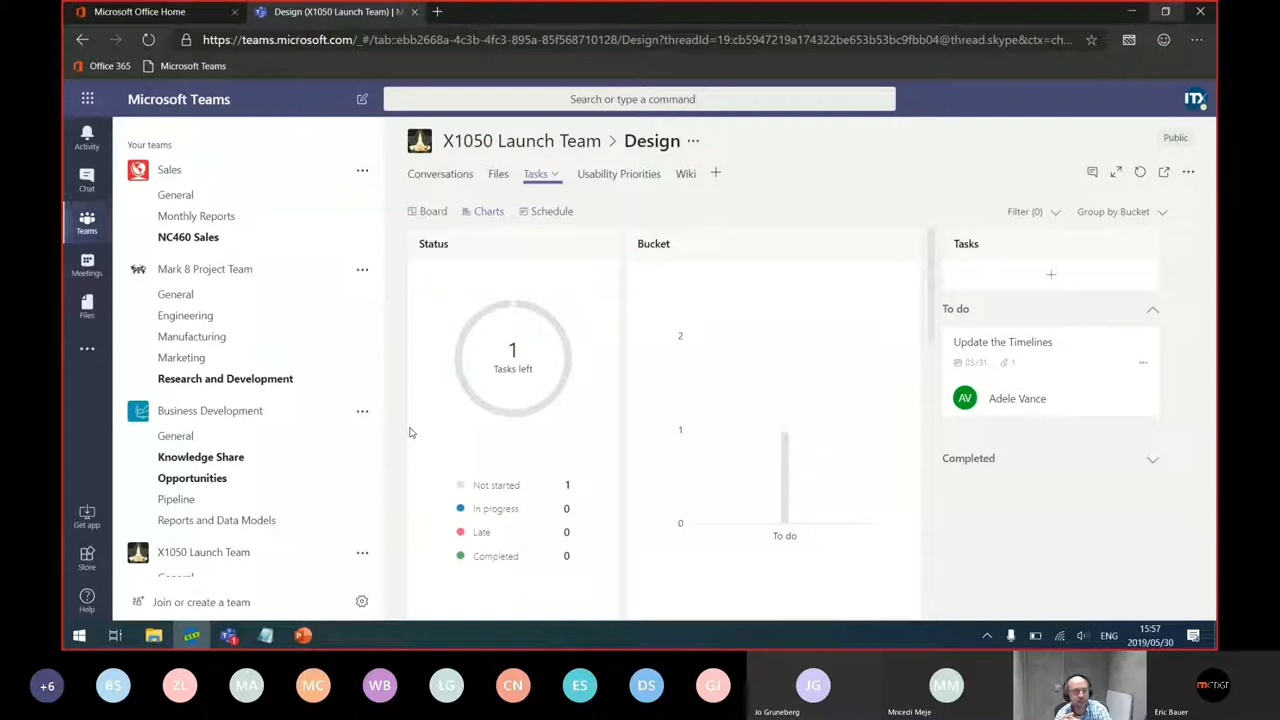 Microsoft Office Home
Design (X1050 Launch Team) | M
https://teams.microsoft.com/_#/tab::ebb2668a-4c3b-4fc3-895a-85f568710128/Design?threadId=19:cb5947219a174322be653b53bc9fbb04@thread.skype&ctx=ch...
Office 365
Microsoft Teams
Microsoft Teams
Search or type a command
ITX
Activity
Chat
Teams
Meetings
Files
Get app
Store
Help
Your teams
Sales
General
Monthly Reports
NC460 Sales
Mark 8 Project Team
General
Engineering
Manufacturing
Marketing
Research and Development
Business Development
General
Knowledge Share
Opportunities
Pipeline
Reports and Data Models
X1050 Launch Team
General
Join or create a team
X1050 Launch Team > Design ...
Public
Conversations
Files
Tasks
Usability Priorities
Wiki
Board
Charts
Schedule
Filter (0)
Group by Bucket
Status
1
Tasks left
Not started 1
In progress 0
Late 0
Completed 0
Bucket
2
1
0
To do
Tasks
+
To do
Update the Timelines
05/31
1
AV
Adele Vance
Completed
ENG
15:57
2019/05/30
+6
BS
ZL
MA
MC
WB
LG
CN
ES
DS
GJ
JG
Jo Gruneberg
MM
Mncedi Meje
Eric Bauer